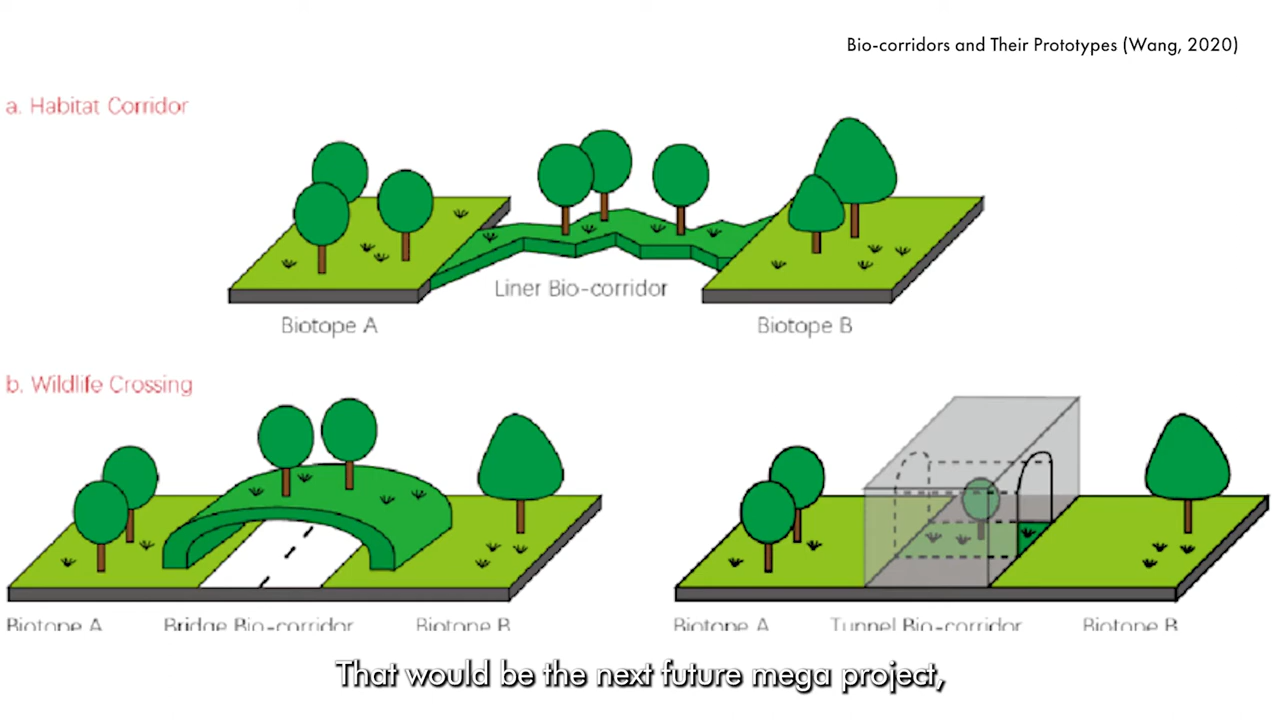 Bio-corridors and Their Prototypes (Wang, 2020)
a. Habitat Corridor
Liner Bio-corridor
Biotope A
Biotope B
b. Wildlife Crossing
Biotope A
Bridge Bio-corridor
Biotope B
Biotope A
Tunnel Bio-corridor
Biotope B
That would be the next future mega project,